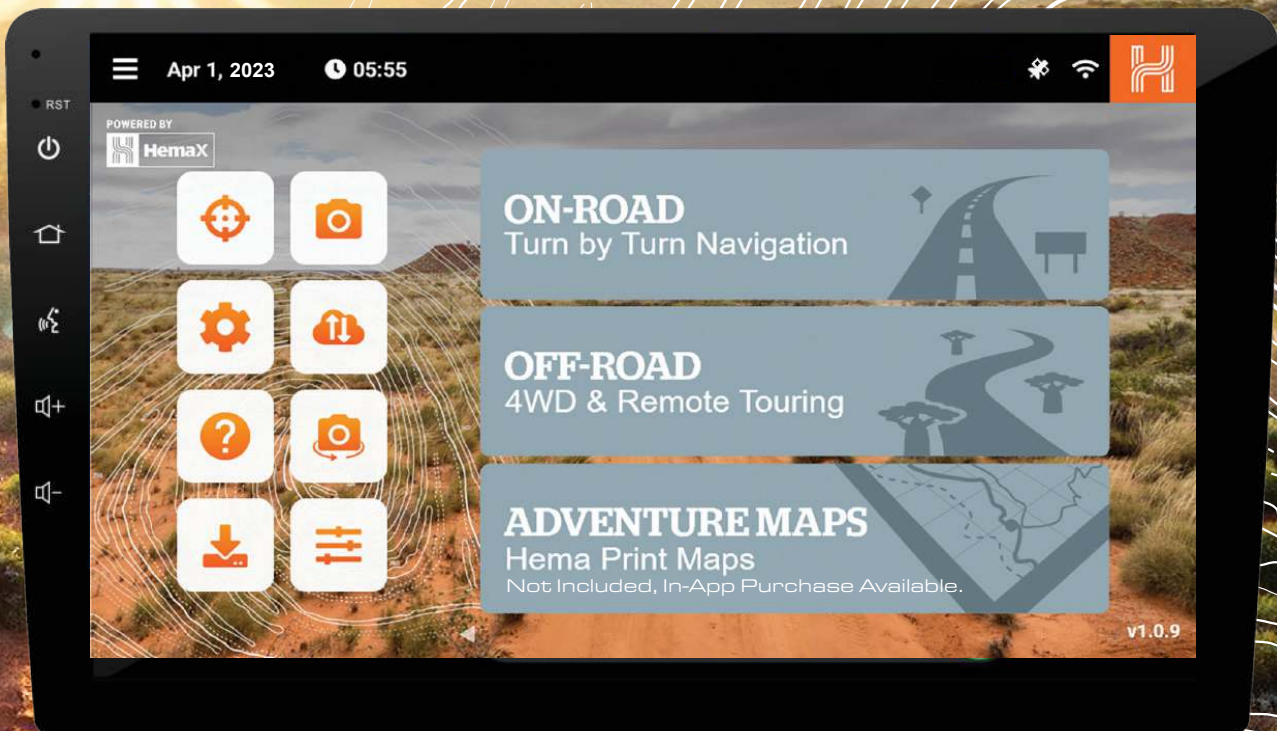 RST
Apr 1, 2023
05:55
POWERED BY
HemaX
ON-ROAD
Turn by Turn Navigation
OFF-ROAD
4WD & Remote Touring
ADVENTURE MAPS
Hema Print Maps
Not Included, In-App Purchase Available.
v1.0.9